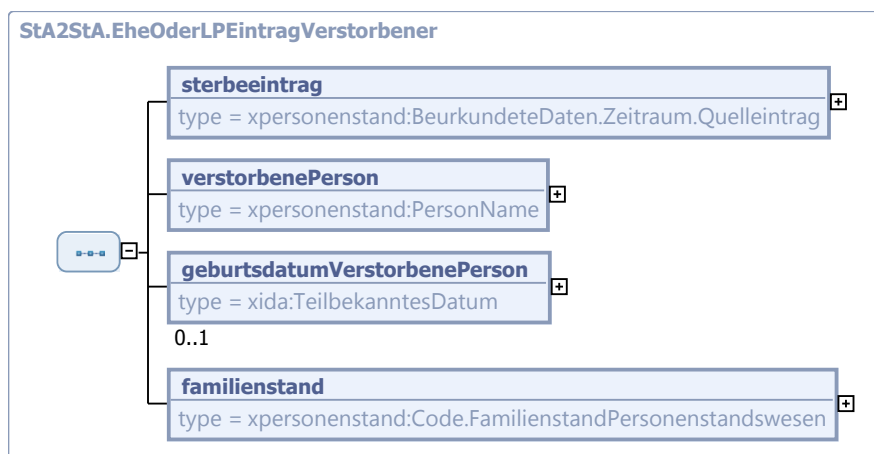 StA2StA.EheOderLPEintragVerstorbener
sterbeeintrag
type = xpersonenstand:BeurkundeteDaten.Zeitraum.Quelleintrag
verstorbenePerson
type = xpersonenstand:PersonName
geburtsdatumVerstorbenePerson
type = xida:TeilbekanntesDatum
0..1
familienstand
type = xpersonenstand:Code.FamilienstandPersonenstandswesen